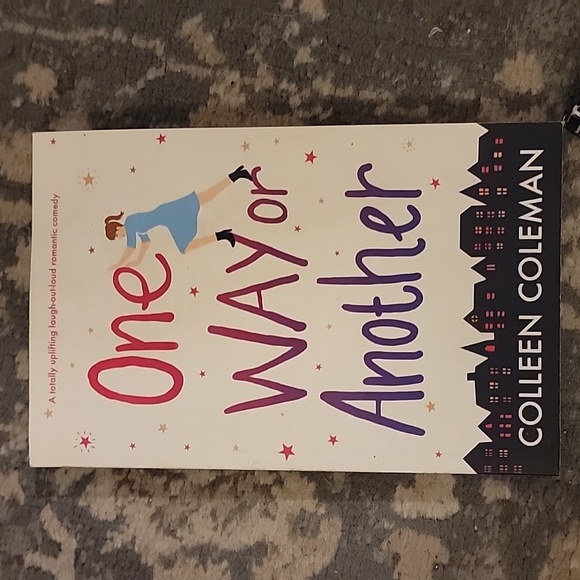 A totally uplifting laugh-out-loud romantic comedy
One
WAY or
Another
COLLEEN COLEMAN